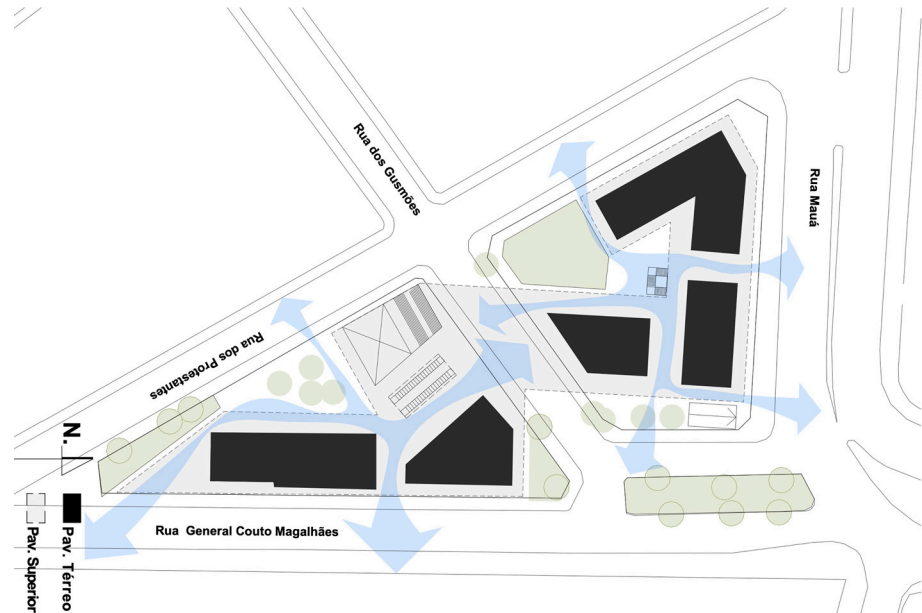 Rua dos Gusmões
Rua Mauá
Rua dos Protestantes
N.
Pav. Térreo
Pav. Superior
Rua General Couto Magalhães